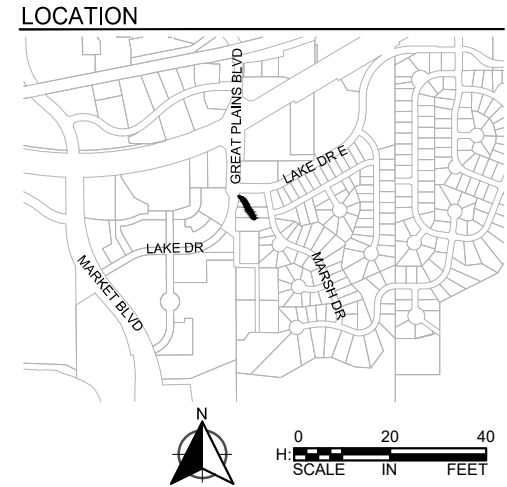 LOCATION
GREAT PLAINS BLVD
LAKE DR E
LAKE DR
MARSH DR
MARKET BLVD
N
0 20 40
H:
SCALE IN FEET